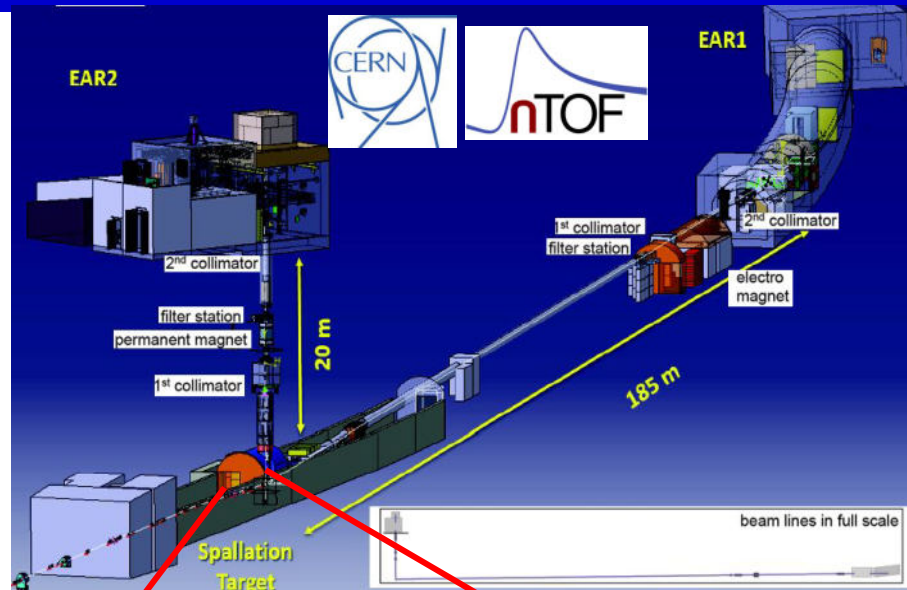 EAR2
CERN
nTOF
EAR1
1st collimator
filter station
2nd collimator
electro
magnet
2nd collimator
filter station
permanent magnet
1st collimator
20 m
185 m
Spallation
Target
beam lines in full scale